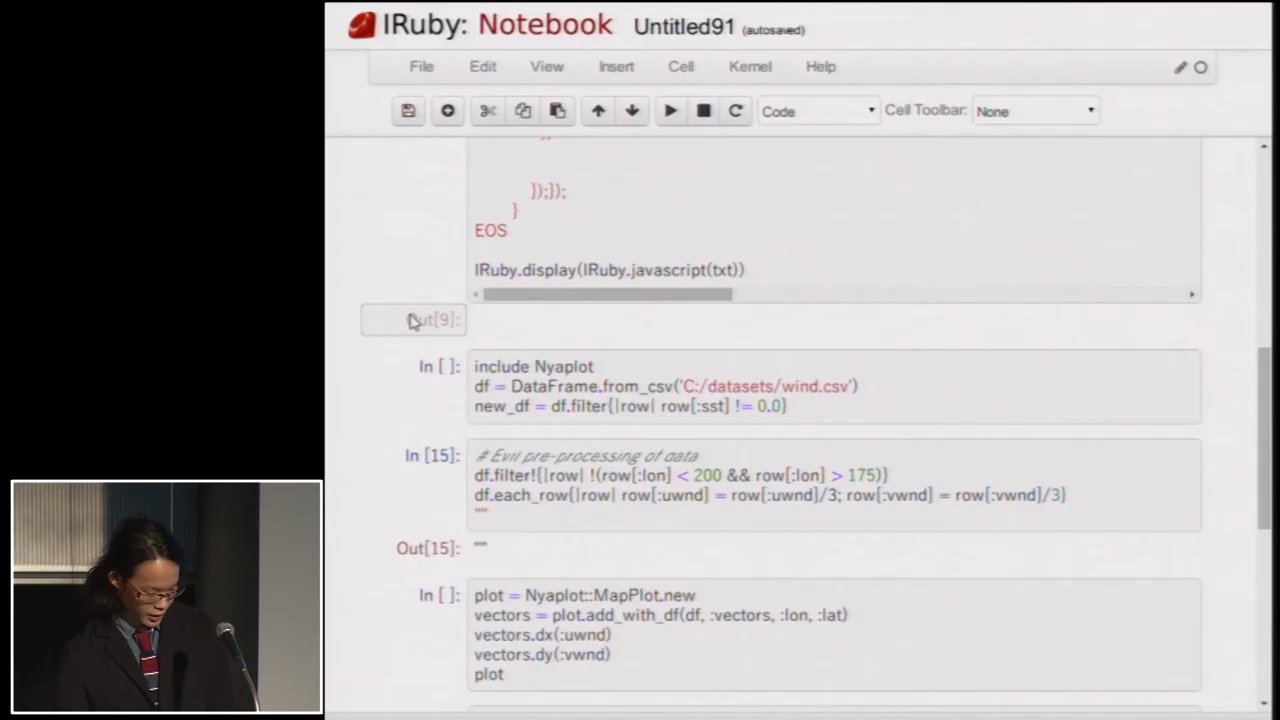 IRuby: Notebook Untitled91 (autosaved)
File Edit View Insert Cell Kernel Help
Code Cell Toolbar: None
});});
}
EOS
IRuby.display(IRuby.javascript(txt))
Out[9]:
In [ ]: include Nyaplot
df = DataFrame.from_csv('C:/datasets/wind.csv')
new_df = df.filter{|row| row[:sst] != 0.0}
In [15]: # Evil pre-processing of data
df.filter!{|row| !(row[:lon] < 200 && row[:lon] > 175)}
df.each_row{|row| row[:uwnd] = row[:uwnd]/3; row[:vwnd] = row[:vwnd]/3}
""
Out[15]: ""
In [ ]: plot = Nyaplot::MapPlot.new
vectors = plot.add_with_df(df, :vectors, :lon, :lat)
vectors.dx(:uwnd)
vectors.dy(:vwnd)
plot